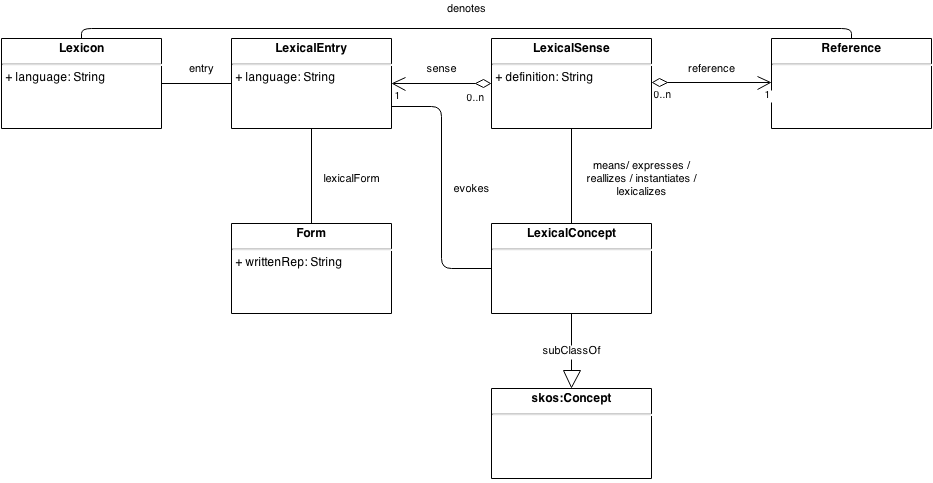 denotes
Lexicon
+ language: String
entry
LexicalEntry
+ language: String
sense
1
0..n
LexicalSense
+ definition: String
reference
0..n
1
Reference
lexicalForm
evokes
means/ expresses /
reallizes / instantiates /
lexicalizes
Form
+ writtenRep: String
LexicalConcept
subClassOf
skos:Concept